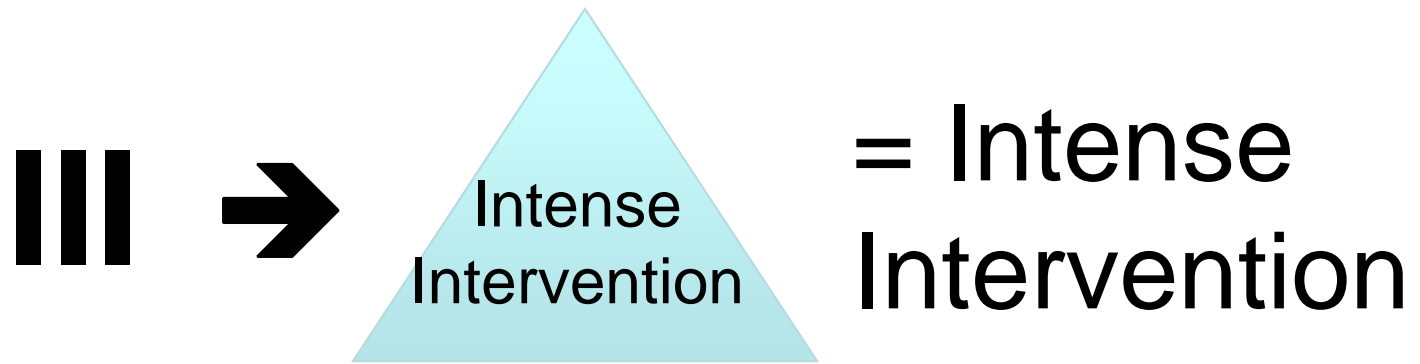 III ➔
Intense
Intervention
= Intense
Intervention